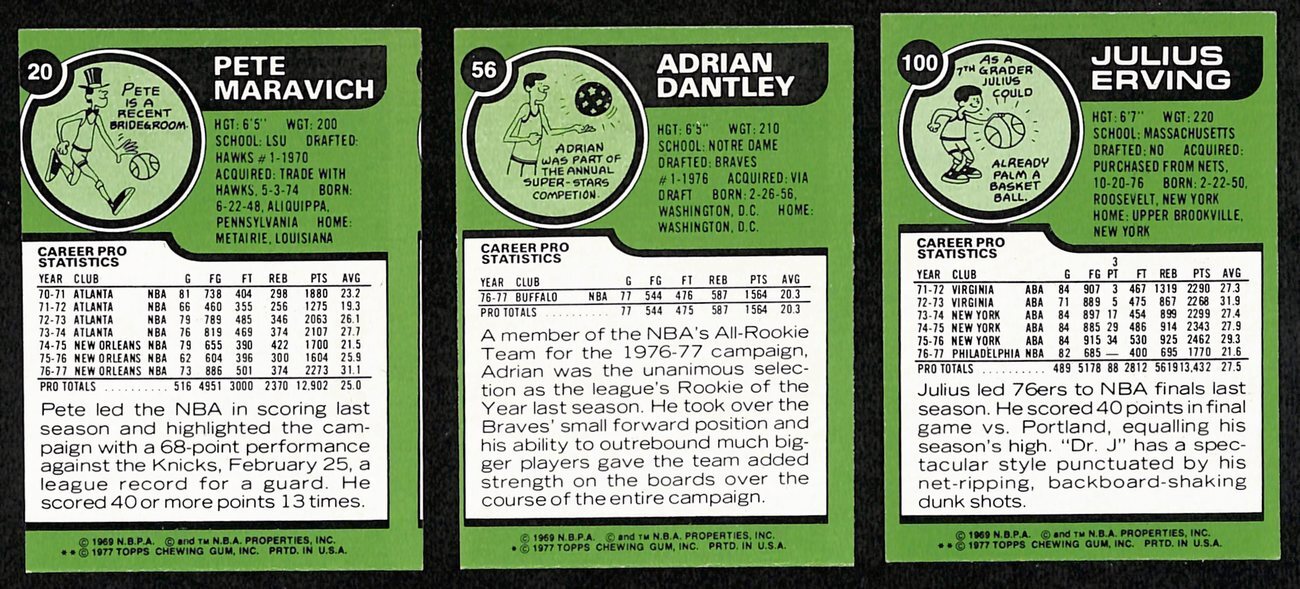 20
PETE
MARAVICH
PETE
IS A
RECENT
BRIDEGROOM.
HGT: 6'5" WGT: 200
SCHOOL: LSU DRAFTED:
HAWKS #1-1970
ACQUIRED: TRADE WITH
HAWKS, 5-3-74 BORN:
6-22-48, ALIQUIPPA,
PENNSYLVANIA HOME:
METAIRIE, LOUISIANA
CAREER PRO
STATISTICS
YEAR CLUB G FG FT REB PTS AVG
70-71 ATLANTA NBA 81 738 404 298 1880 23.2
71-72 ATLANTA NBA 66 460 355 256 1275 19.3
72-73 ATLANTA NBA 79 789 485 346 2063 26.1
73-74 ATLANTA NBA 76 819 469 374 2107 27.7
74-75 NEW ORLEANS NBA 79 655 390 422 1700 21.5
75-76 NEW ORLEANS NBA 62 604 396 300 1604 25.9
76-77 NEW ORLEANS NBA 73 886 501 374 2273 31.1
PRO TOTALS .......... 516 4951 3000 2370 12,902 25.0
Pete led the NBA in scoring last
season and highlighted the cam-
paign with a 68-point performance
against the Knicks, February 25, a
league record for a guard. He
scored 40 or more points 13 times.
© 1969 N.B.P.A. © and TM N.B.A. PROPERTIES, INC.
**© 1977 TOPPS CHEWING GUM, INC. PRTD. IN U.S.A.
56
ADRIAN
DANTLEY
ADRIAN
WAS PART OF
THE ANNUAL
SUPER-STARS
COMPETION.
HGT: 6'5" WGT: 210
SCHOOL: NOTRE DAME
DRAFTED: BRAVES
#1-1976 ACQUIRED: VIA
DRAFT BORN: 2-26-56,
WASHINGTON, D.C. HOME:
WASHINGTON, D.C.
CAREER PRO
STATISTICS
YEAR CLUB G FG FT REB PTS AVG
76-77 BUFFALO NBA 77 544 476 587 1564 20.3
PRO TOTALS .......... 77 544 476 587 1564 20.3
A member of the NBA's All-Rookie
Team for the 1976-77 campaign,
Adrian was the unanimous selec-
tion as the league's Rookie of the
Year last season. He took over the
Braves' small forward position and
his ability to outrebound much big-
ger players gave the team added
strength on the boards over the
course of the entire campaign.
© 1969 N.B.P.A. © and TM N.B.A. PROPERTIES, INC.
*© 1977 TOPPS CHEWING GUM, INC. PRTD. IN U.S.A.
100
JULIUS
ERVING
AS A
7TH GRADER
JULIUS
COULD
ALREADY
PALM A
BASKET
BALL.
HGT: 6'7" WGT: 220
SCHOOL: MASSACHUSETTS
DRAFTED: NO ACQUIRED:
PURCHASED FROM NETS,
10-20-76 BORN: 2-22-50,
ROOSEVELT, NEW YORK
HOME: UPPER BROOKVILLE,
NEW YORK
CAREER PRO
STATISTICS
YEAR CLUB G FG 3 PT FT REB PTS AVG
71-72 VIRGINIA ABA 84 907 3 467 1319 2290 27.3
72-73 VIRGINIA ABA 71 889 5 475 867 2268 31.9
73-74 NEW YORK ABA 84 897 17 454 899 2299 27.4
74-75 NEW YORK ABA 84 885 29 486 914 2343 27.9
75-76 NEW YORK ABA 84 915 34 530 925 2462 29.3
76-77 PHILADELPHIA NBA 82 685 — 400 695 1770 21.6
PRO TOTALS .......... 489 5178 88 2812 5619 13,432 27.5
Julius led 76ers to NBA finals last
season. He scored 40 points in final
game vs. Portland, equalling his
season's high. "Dr. J" has a spec-
tacular style punctuated by his
net-ripping, backboard-shaking
dunk shots.
© 1969 N.B.P.A. © and TM N.B.A. PROPERTIES, INC.
**© 1977 TOPPS CHEWING GUM, INC. PRTD. IN U.S.A.